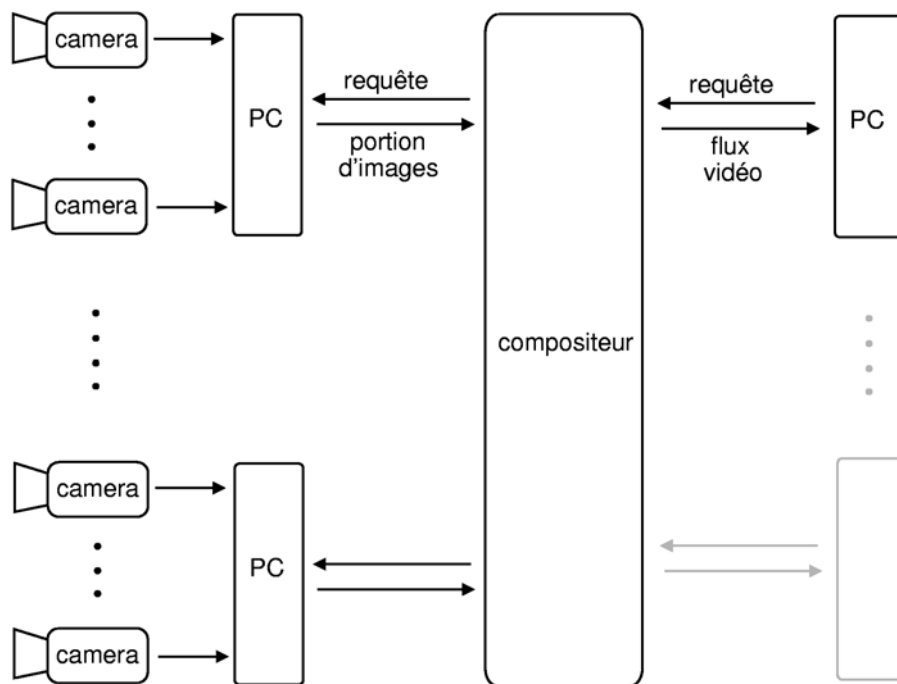 camera
PC
camera
requête
portion
d'images
compositeur
requête
flux
vidéo
PC
camera
PC
camera